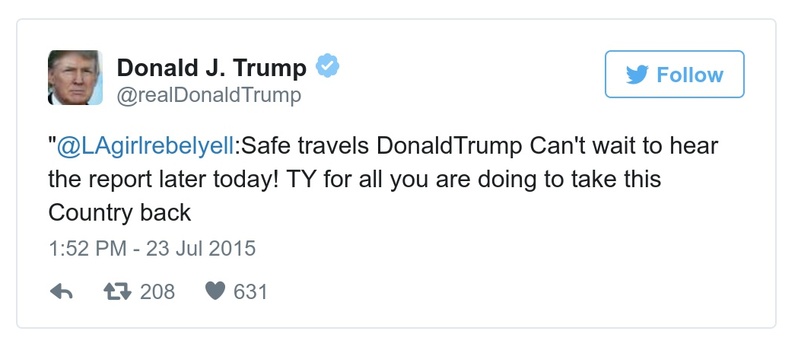 Donald J. Trump
@realDonaldTrump
Follow
"@LAgirlrebelyell:Safe travels DonaldTrump Can't wait to hear
the report later today! TY for all you are doing to take this
Country back
1:52 PM - 23 Jul 2015
208 631